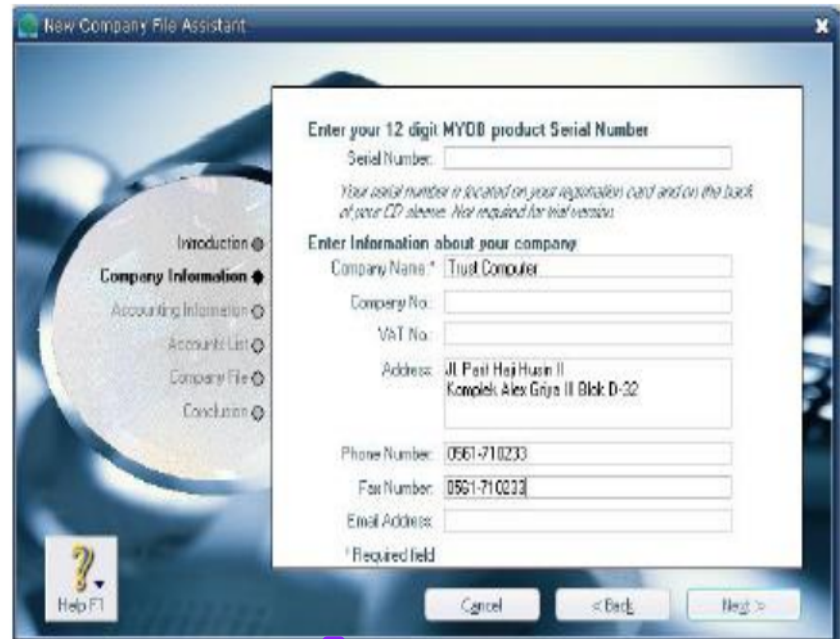 New Company File Assistant
Enter your 12 digit MYOB product Serial Number
Serial Number:
Your serial number is located on your registration card and on the back
of your CD sleeve. Not required for trial version.
Introduction
Company Information
Accounting Information
Accounts List
Company File
Conclusion
Enter Information about your company
Company Name:* Trust Computer
Company No.:
VAT No.:
Address: Jl. Parit Haji Husin II
Komplek Alex Griya III Blok D-32
Phone Number: 0561-710233
Fax Number: 0561-710233
Email Address:
* Required field
Help F1
Cancel
< Back
Next >